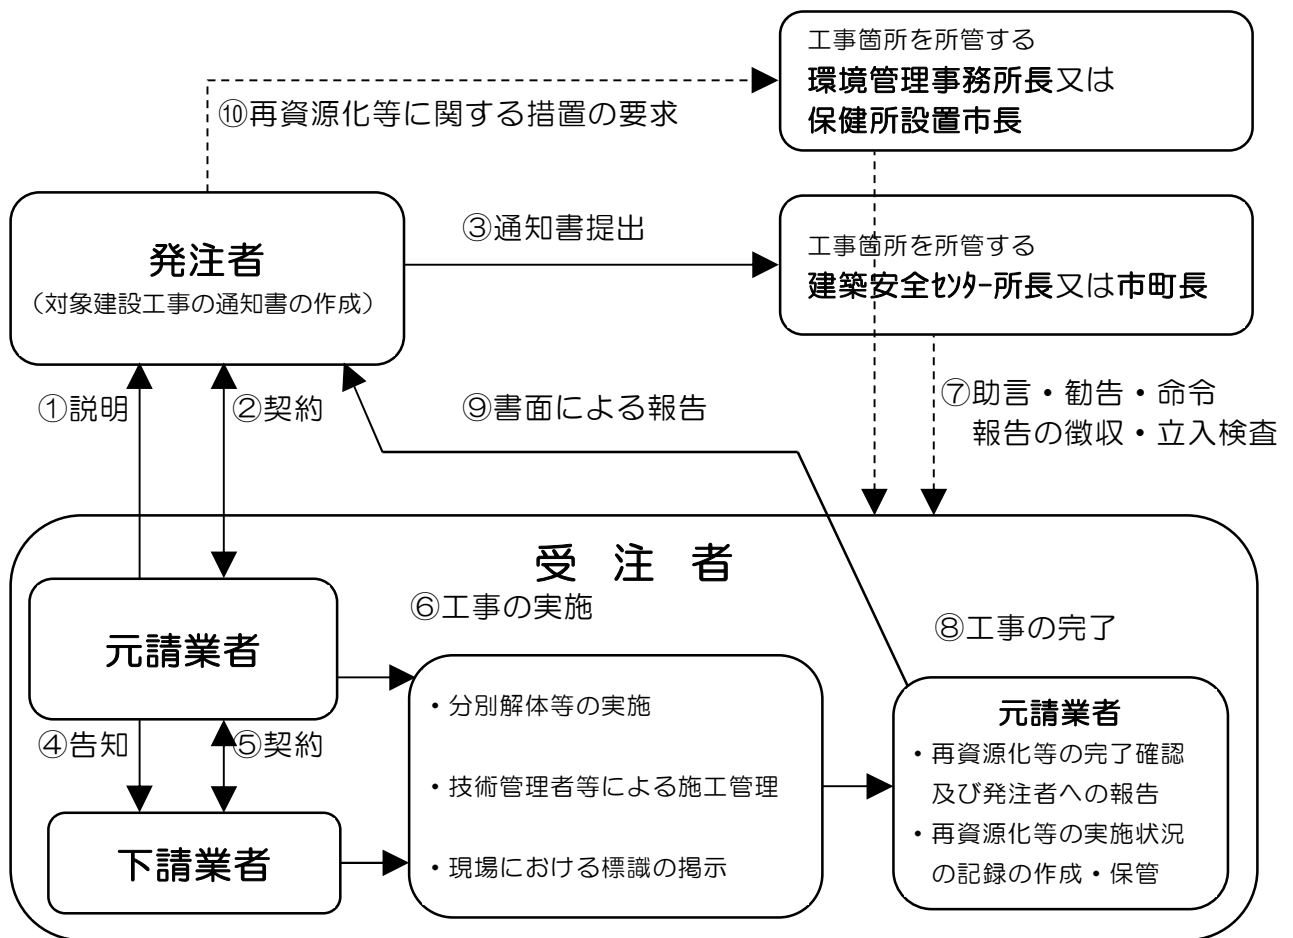 工事箇所を所管する
環境管理事務所長又は
保健所設置市長
⑩再資源化等に関する措置の要求
発注者
（対象建設工事の通知書の作成）
③通知書提出
工事箇所を所管する
建築安全ｾﾝﾀｰ所長又は市町長
①説明
②契約
⑨書面による報告
⑦助言・勧告・命令
報告の徴収・立入検査
受 注 者
元請業者
⑥工事の実施
⑧工事の完了
④告知
⑤契約
下請業者
・分別解体等の実施
・技術管理者等による施工管理
・現場における標識の掲示
元請業者
・再資源化等の完了確認
及び発注者への報告
・再資源化等の実施状況
の記録の作成・保管